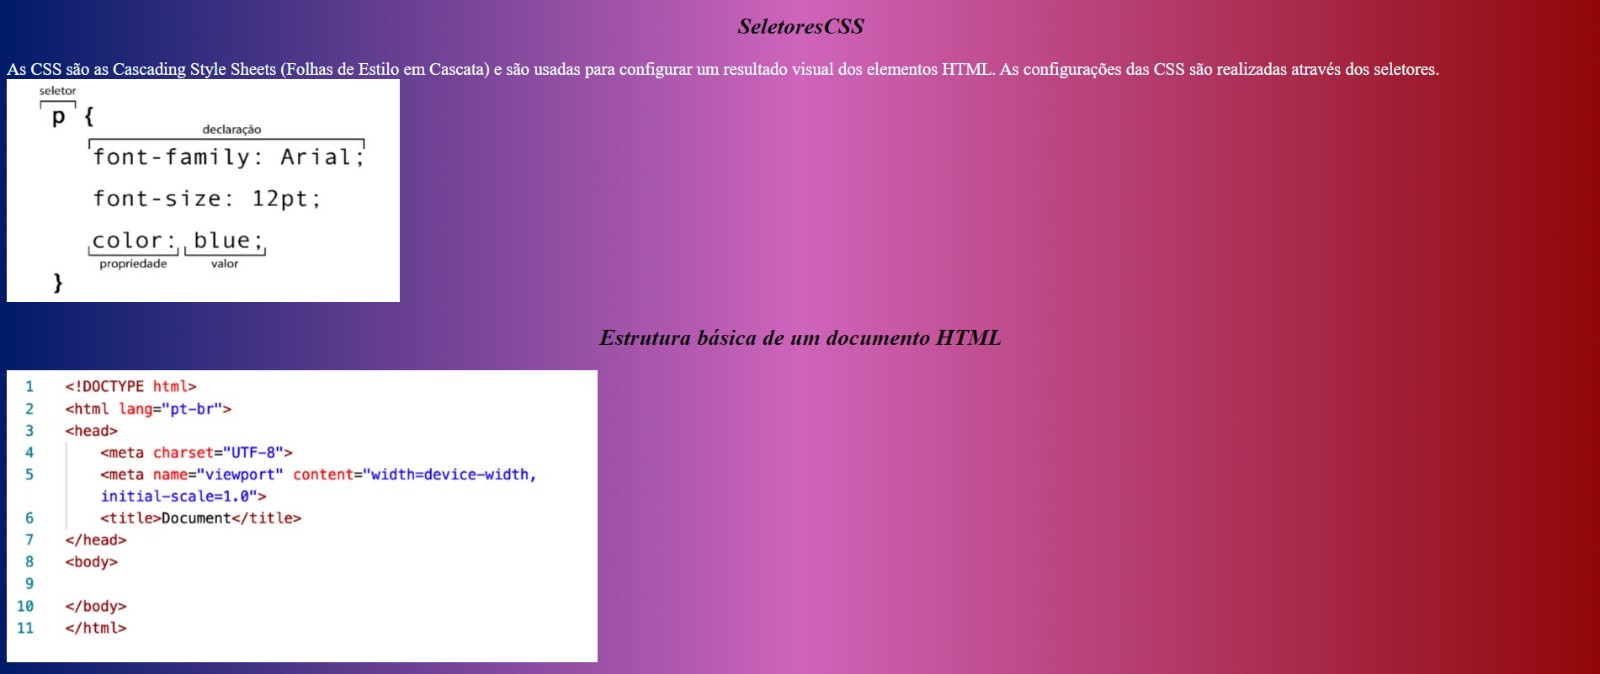 SeletoresCSS
As CSS são as Cascading Style Sheets (Folhas de Estilo em Cascata) e são usadas para configurar um resultado visual dos elementos HTML. As configurações das CSS são realizadas através dos seletores.
seletor
p {
declaração
font-family: Arial;
font-size: 12pt;
color: blue;
propriedade valor
}
Estrutura básica de um documento HTML
1 <!DOCTYPE html>
2 <html lang="pt-br">
3 <head>
4 <meta charset="UTF-8">
5 <meta name="viewport" content="width=device-width,
initial-scale=1.0">
6 <title>Document</title>
7 </head>
8 <body>
9
10 </body>
11 </html>